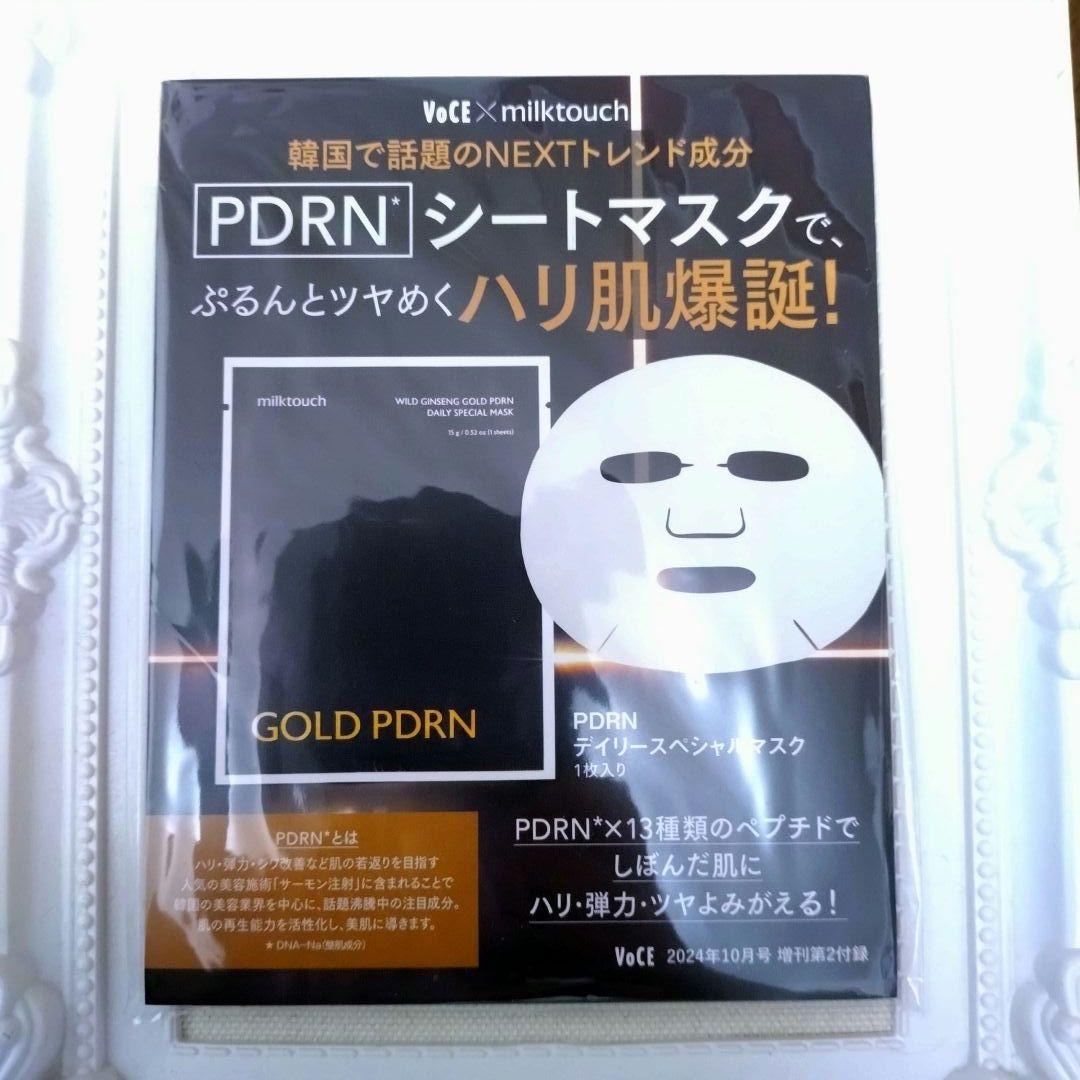 VoCE×milktouch
韓国で話題のNEXTトレンド成分
PDRN*シートマスクで、
ぷるんとツヤめくハリ肌爆誕!
milktouch
WILD GINSENG GOLD PDRN
DAILY SPECIAL MASK
15 g / 0.52 oz (1 sheets)
GOLD PDRN
PDRN
デイリースペシャルマスク
1枚入り
PDRN*とは
ハリ・弾力・シワ改善など肌の若返りを目指す
人気の美容施術「サーモン注射」に含まれることで
韓国の美容業界を中心に、話題沸騰中の注目成分。
肌の再生能力を活性化し、美肌に導きます。
★ DNA-Na(整肌成分)
PDRN*×13種類のペプチドで
しぼんだ肌に
ハリ・弾力・ツヤよみがえる!
VoCE 2024年10月号 増刊第2付録